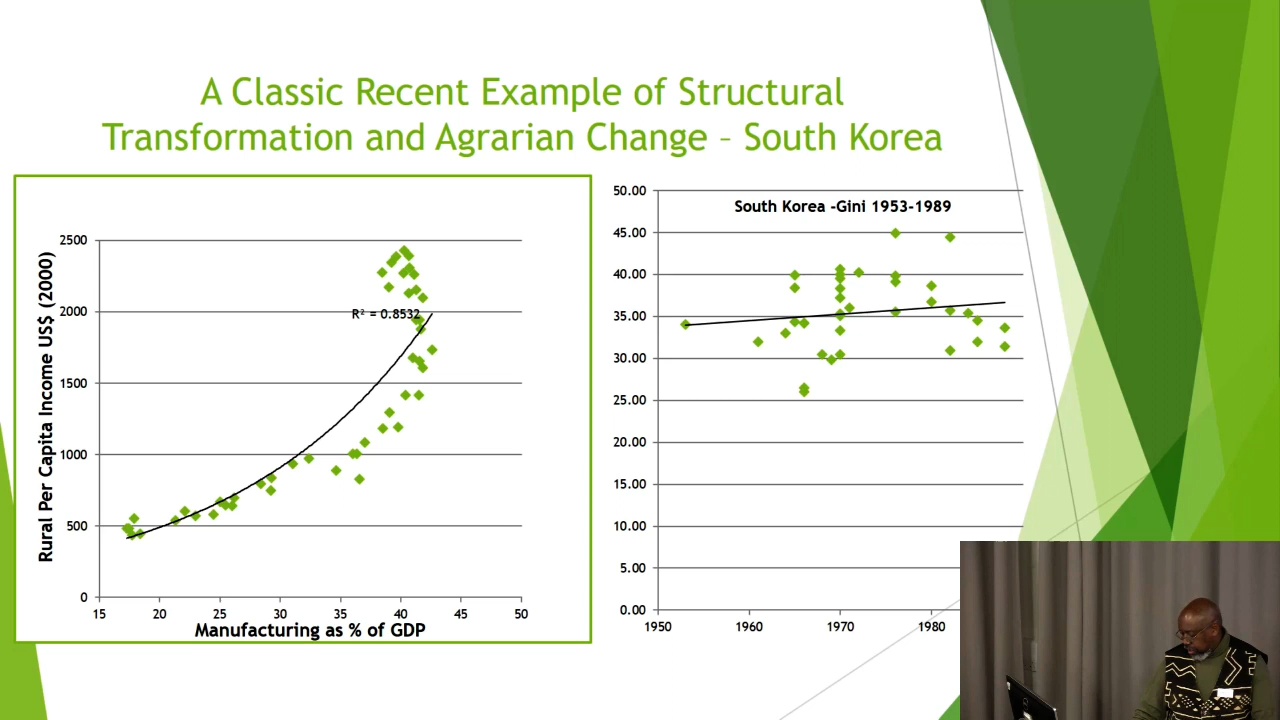 A Classic Recent Example of Structural
Transformation and Agrarian Change – South Korea
Rural Per Capita Income US$ (2000)
2500
2000
1500
1000
500
0
R² = 0.8532
15 20 25 30 35 40 45 50
Manufacturing as % of GDP
South Korea -Gini 1953-1989
50.00
45.00
40.00
35.00
30.00
25.00
20.00
15.00
10.00
5.00
0.00
1950 1960 1970 1980